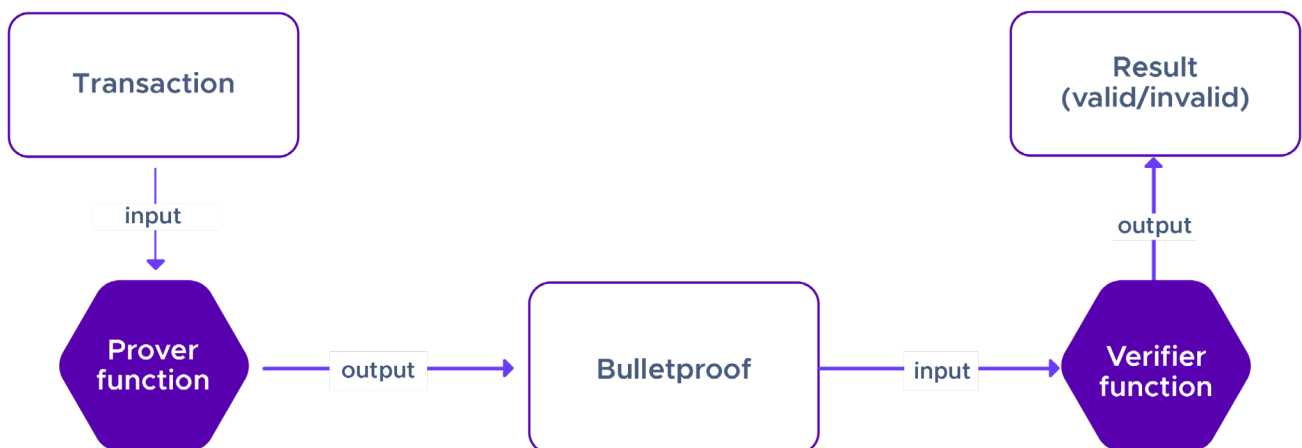 Transaction
input
Prover
function
output
Bulletproof
input
Verifier
function
output
Result
(valid/invalid)